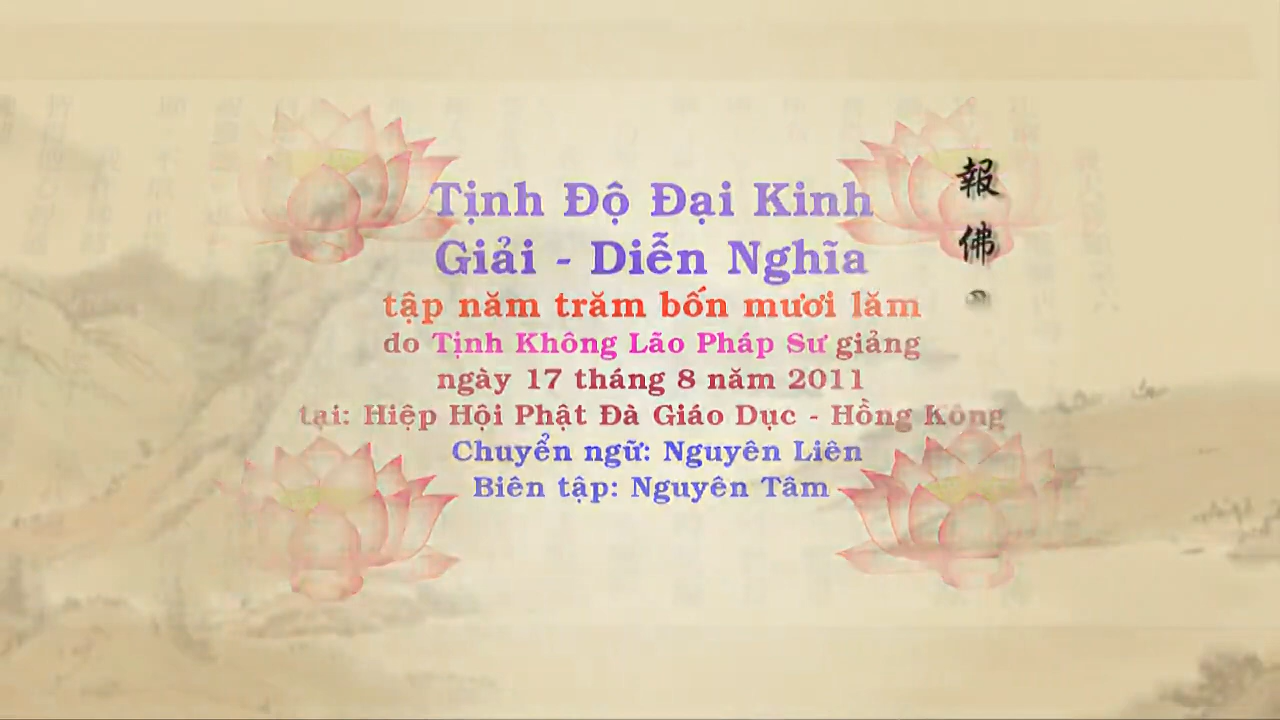 Tịnh Độ Đại Kinh
Giải - Diễn Nghĩa
tập năm trăm bốn mươi lăm
do Tịnh Không Lão Pháp Sư giảng
ngày 17 tháng 8 năm 2011
tại: Hiệp Hội Phật Đà Giáo Dục - Hồng Kông
Chuyển ngữ: Nguyên Liên
Biên tập: Nguyên Tâm
報佛